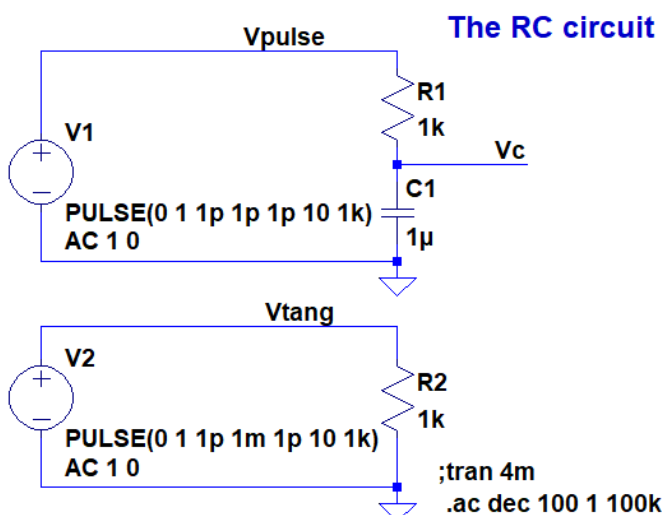 The RC circuit
Vpulse
R1
1k
V1
Vc
C1
PULSE(0 1 1p 1p 1p 10 1k)
1µ
AC 1 0
Vtang
V2
R2
1k
PULSE(0 1 1p 1m 1p 10 1k)
AC 1 0
;tran 4m
.ac dec 100 1 100k